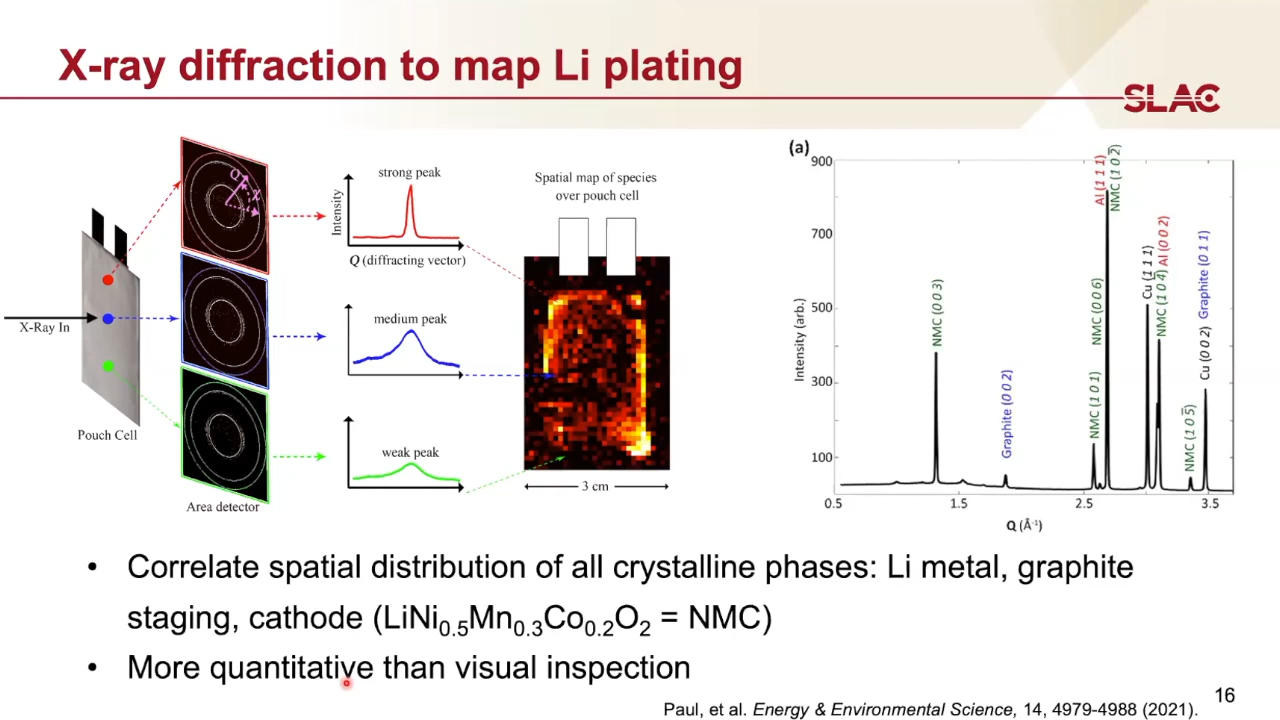 X-ray diffraction to map Li plating
SLAC
X-Ray In
Pouch Cell
Q
χ
Area detector
strong peak
Intensity
Q (diffracting vector)
medium peak
weak peak
Spatial map of species
over pouch cell
3 cm
(a)
900
700
500
300
100
Intensity (arb.)
0.5
1.5
2.5
3.5
Q (Å⁻¹)
NMC (0 0 3)
Graphite (0 0 2)
NMC (1 0 1)
NMC (0 0 6)
Al (1 1 1)
NMC (1 0 2̅)
Cu (1 1 1)
NMC (1 0 4̅)
Al (0 0 2)
NMC (1 0 5̅)
Cu (0 0 2)
Graphite (0 1 1)
• Correlate spatial distribution of all crystalline phases: Li metal, graphite
staging, cathode (LiNi₀.₅Mn₀.₃Co₀.₂O₂ = NMC)
• More quantitative than visual inspection
16
Paul, et al. Energy & Environmental Science, 14, 4979-4988 (2021).